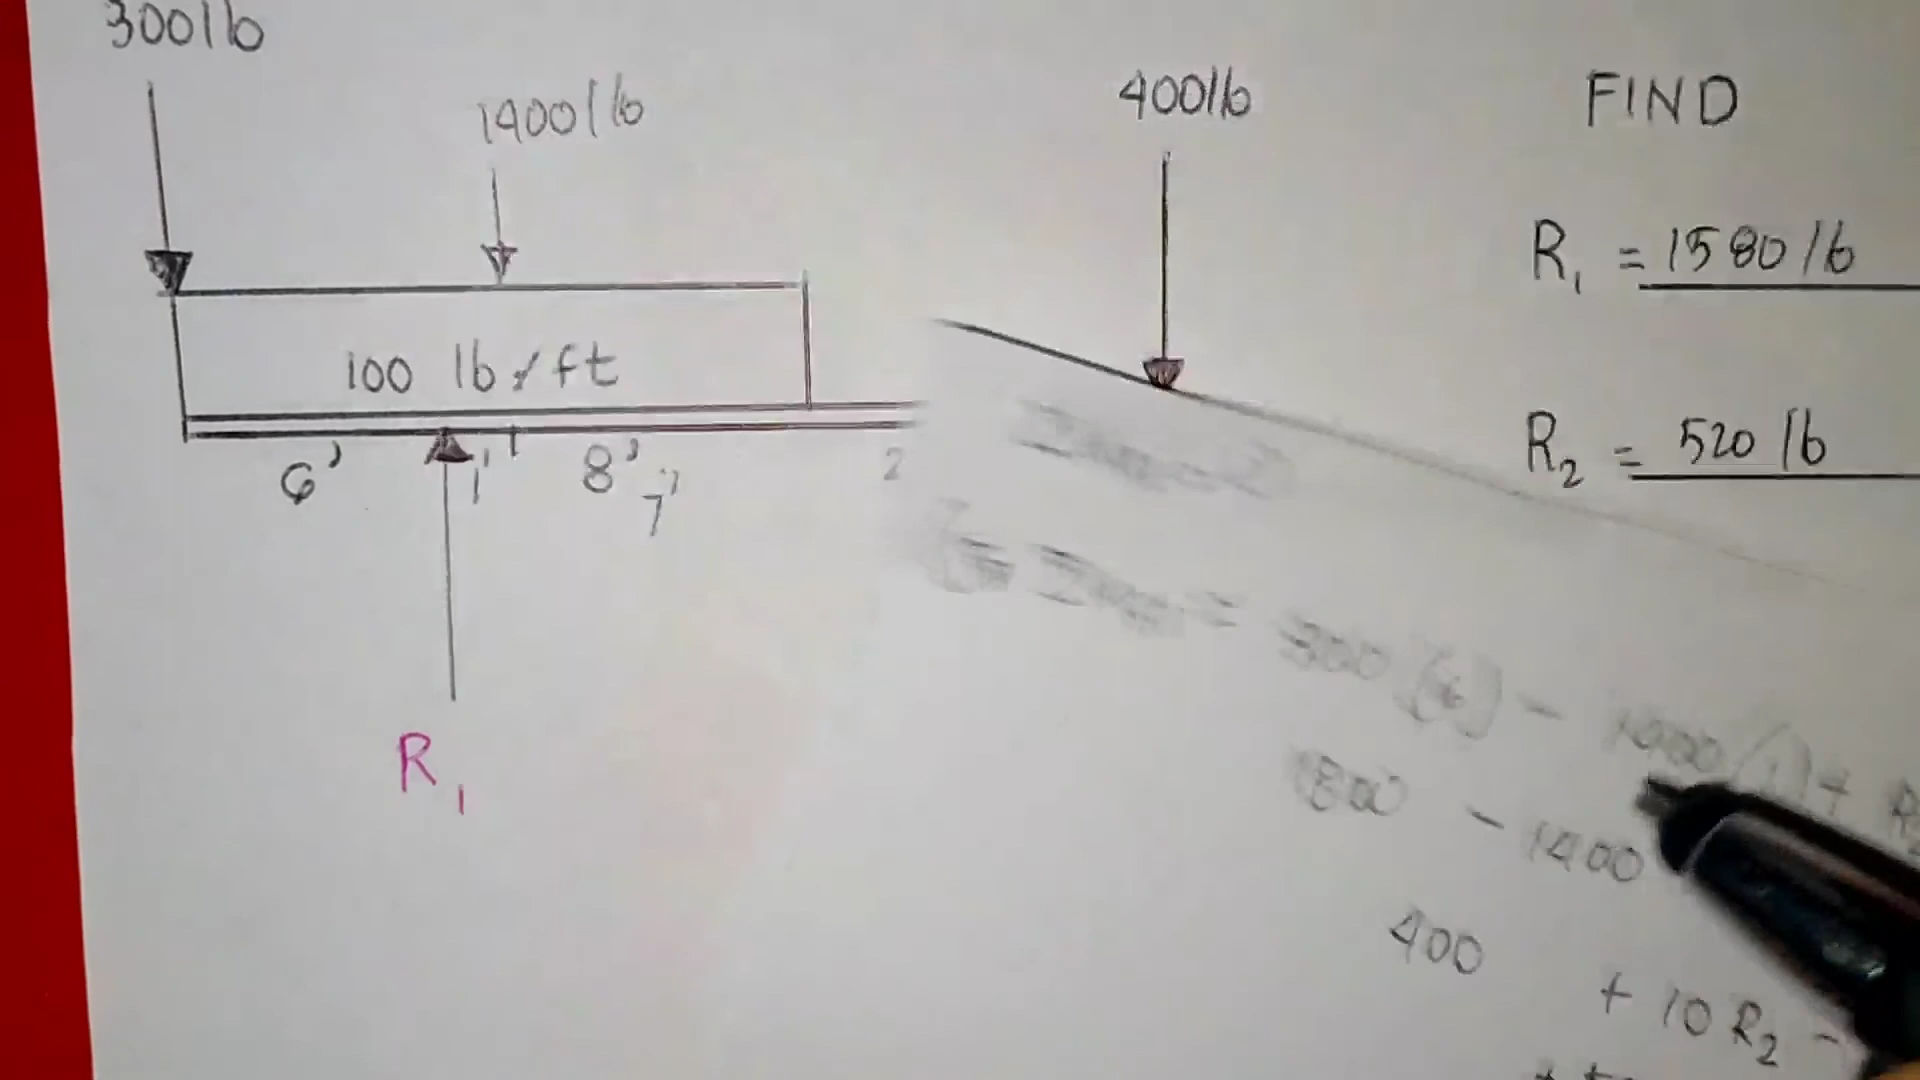 300lb
1400lb
400lb
FIND
R1 = 1580 lb
100 lb/ft
R2 = 520 lb
6' 1' 8' 7' 2
R1
= 300(6) -
1800 - 1400
400 + 10 R2 -